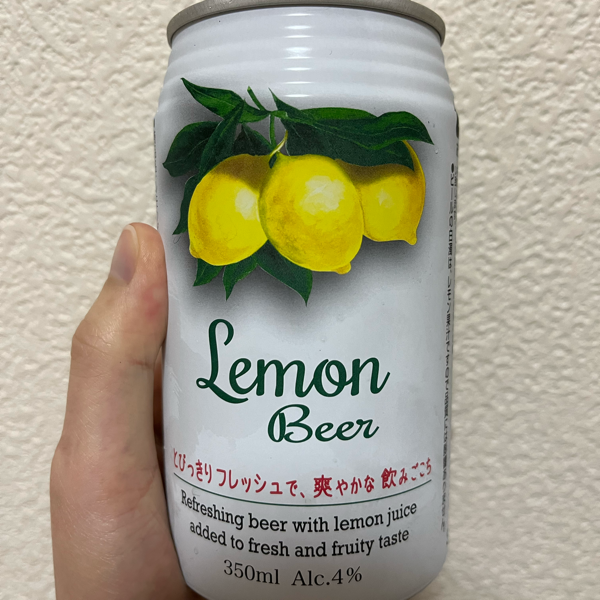 Lemon
Beer
とびっきりフレッシュで、爽やかな飲みごこち
Refreshing beer with lemon juice
added to fresh and fruity taste
350ml Alc.4%